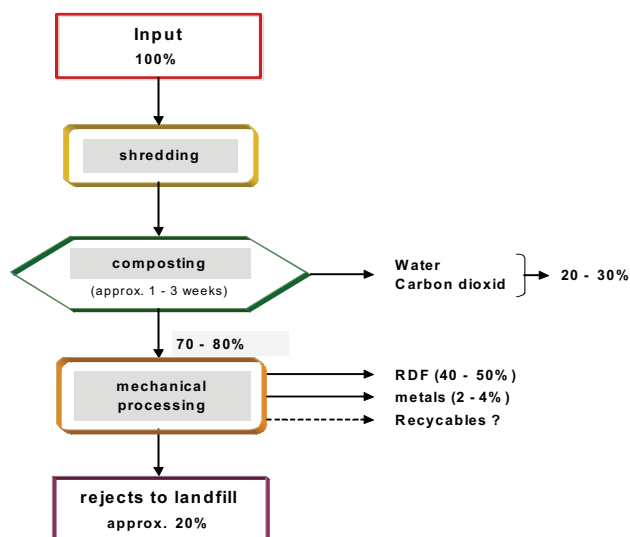 Input
100%
shredding
composting
(approx. 1 - 3 weeks)
Water
Carbon dioxid
20 - 30%
70 - 80%
mechanical
processing
RDF (40 - 50%)
metals (2 - 4%)
Recycables ?
rejects to landfill
approx. 20%